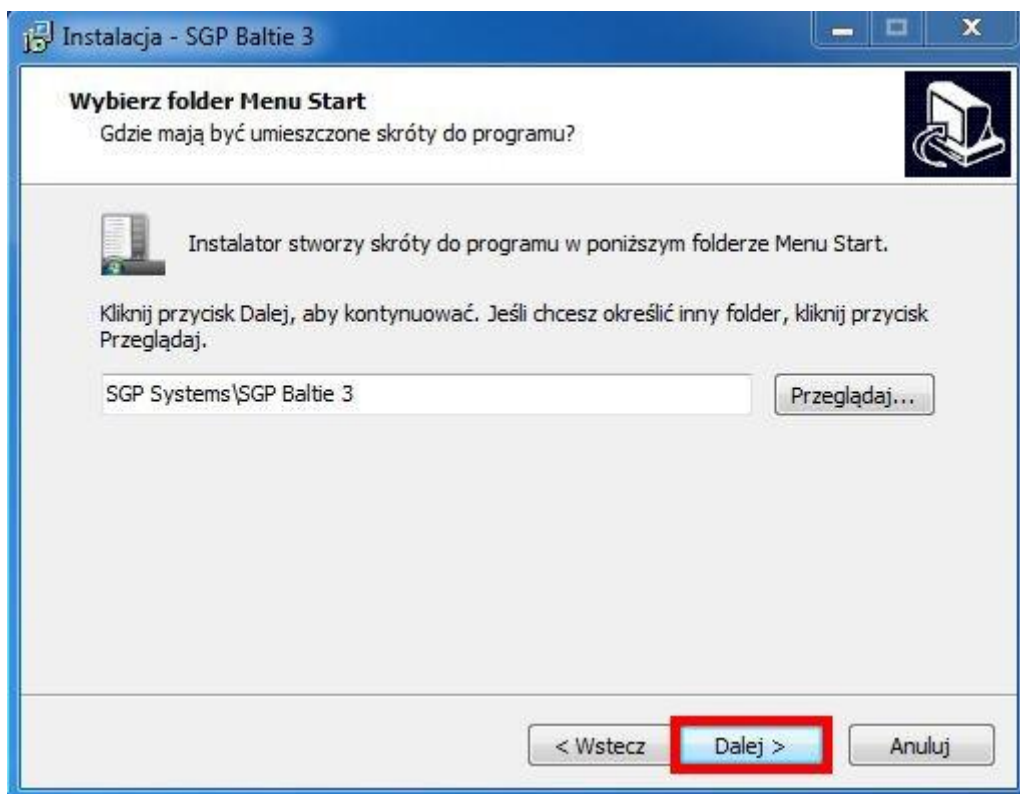 Instalacja - SGP Baltie 3
Wybierz folder Menu Start
Gdzie mają być umieszczone skróty do programu?
Instalator stworzy skróty do programu w poniższym folderze Menu Start.
Kliknij przycisk Dalej, aby kontynuować. Jeśli chcesz określić inny folder, kliknij przycisk
Przeglądaj.
SGP Systems\SGP Baltie 3
Przeglądaj...
< Wstecz
Dalej >
Anuluj